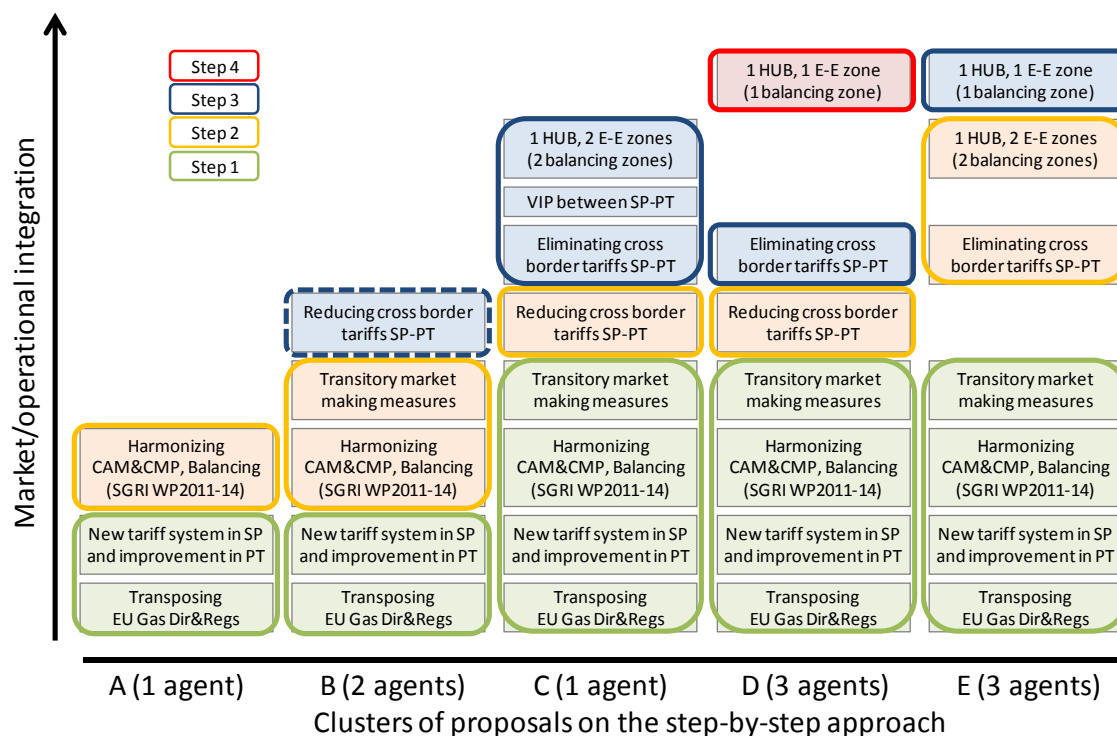 Market/operational integration
Step 4
Step 3
Step 2
Step 1
1 HUB, 1 E-E zone
(1 balancing zone)
1 HUB, 1 E-E zone
(1 balancing zone)
1 HUB, 2 E-E zones
(2 balancing zones)
1 HUB, 2 E-E zones
(2 balancing zones)
VIP between SP-PT
Eliminating cross
border tariffs SP-PT
Eliminating cross
border tariffs SP-PT
Eliminating cross
border tariffs SP-PT
Reducing cross border
tariffs SP-PT
Reducing cross border
tariffs SP-PT
Reducing cross border
tariffs SP-PT
Transitory market
making measures
Transitory market
making measures
Transitory market
making measures
Transitory market
making measures
Harmonizing
CAM&CMP, Balancing
(SGRI WP2011-14)
Harmonizing
CAM&CMP, Balancing
(SGRI WP2011-14)
Harmonizing
CAM&CMP, Balancing
(SGRI WP2011-14)
Harmonizing
CAM&CMP, Balancing
(SGRI WP2011-14)
Harmonizing
CAM&CMP, Balancing
(SGRI WP2011-14)
New tariff system in SP
and improvement in PT
New tariff system in SP
and improvement in PT
New tariff system in SP
and improvement in PT
New tariff system in SP
and improvement in PT
New tariff system in SP
and improvement in PT
Transposing
EU Gas Dir&Regs
Transposing
EU Gas Dir&Regs
Transposing
EU Gas Dir&Regs
Transposing
EU Gas Dir&Regs
Transposing
EU Gas Dir&Regs
A (1 agent)
B (2 agents)
C (1 agent)
D (3 agents)
E (3 agents)
Clusters of proposals on the step-by-step approach